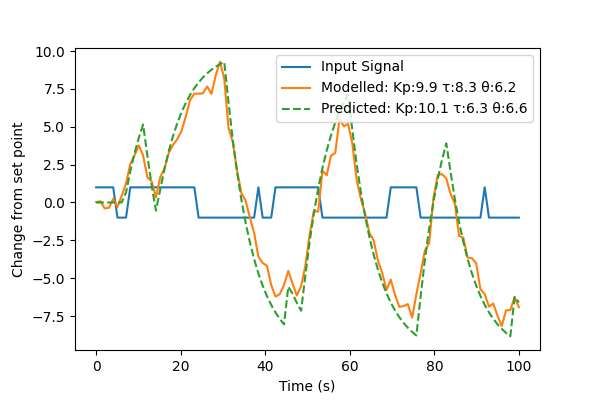 10.0
7.5
5.0
2.5
0.0
−2.5
−5.0
−7.5
Change from set point
Input Signal
Modelled: Kp:9.9 τ:8.3 θ:6.2
Predicted: Kp:10.1 τ:6.3 θ:6.6
0 20 40 60 80 100
Time (s)